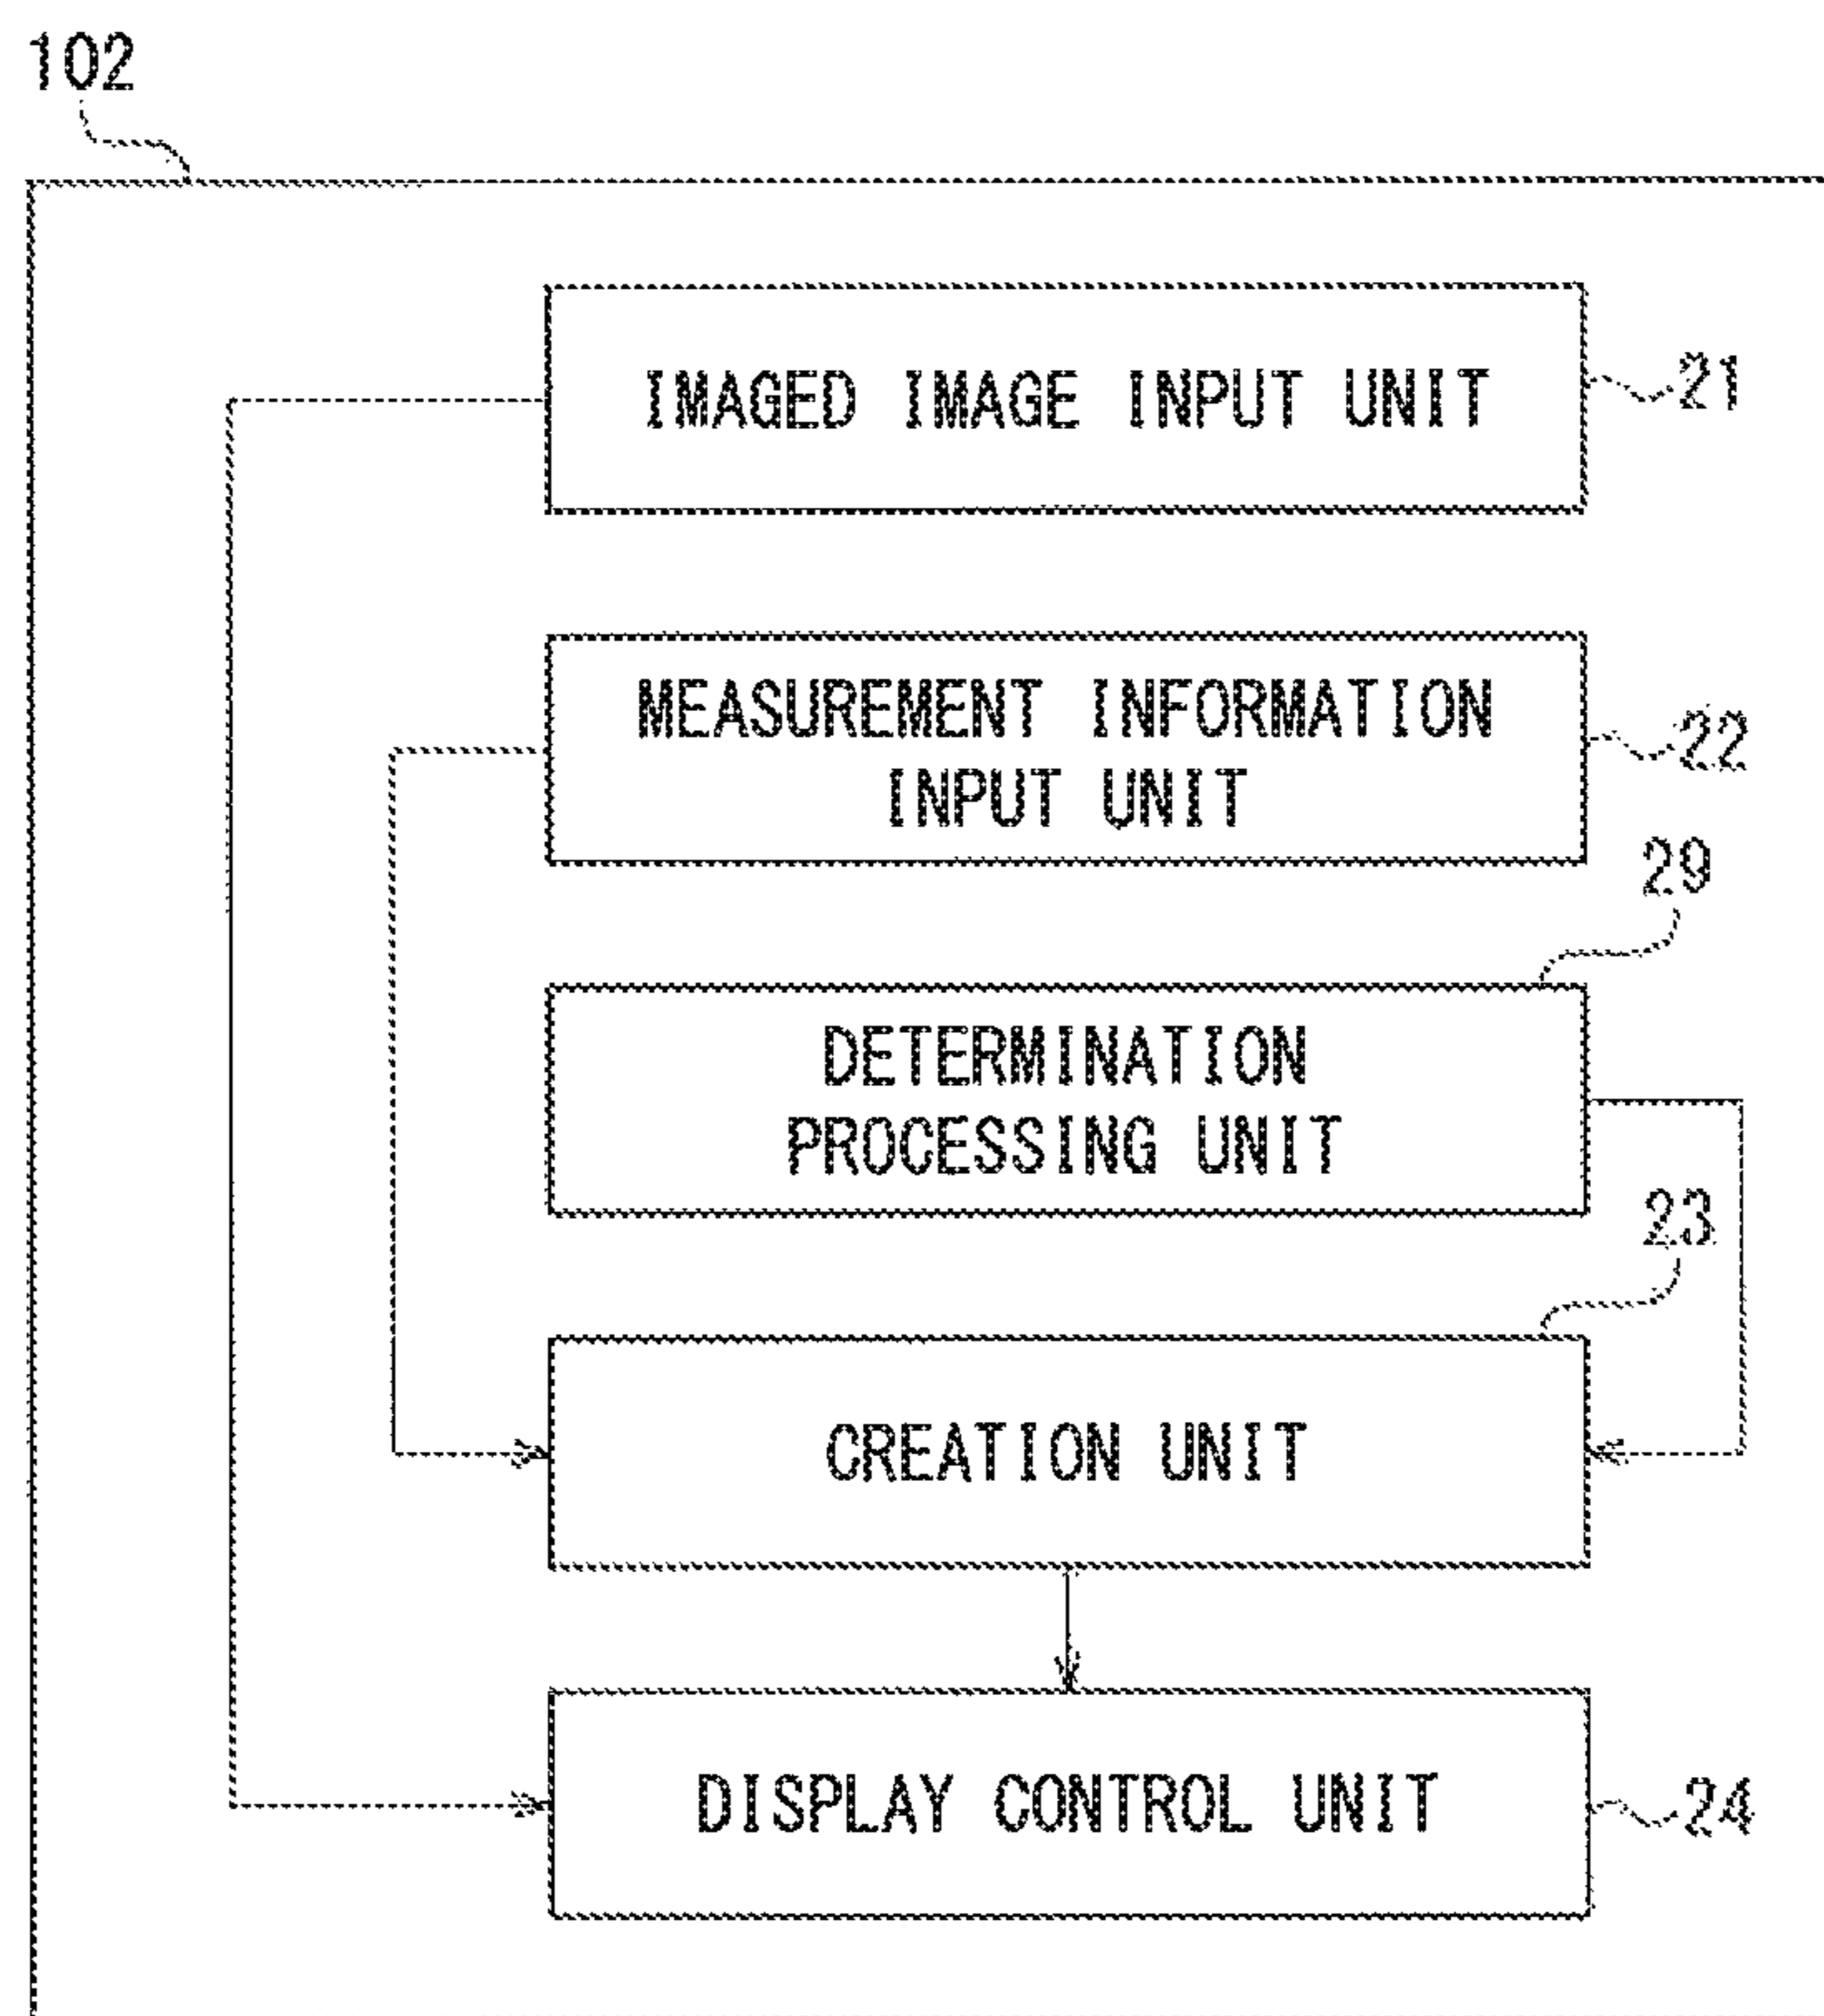 102
IMAGED IMAGE INPUT UNIT
21
MEASUREMENT INFORMATION
INPUT UNIT
22
29
DETERMINATION
PROCESSING UNIT
23
CREATION UNIT
DISPLAY CONTROL UNIT
24